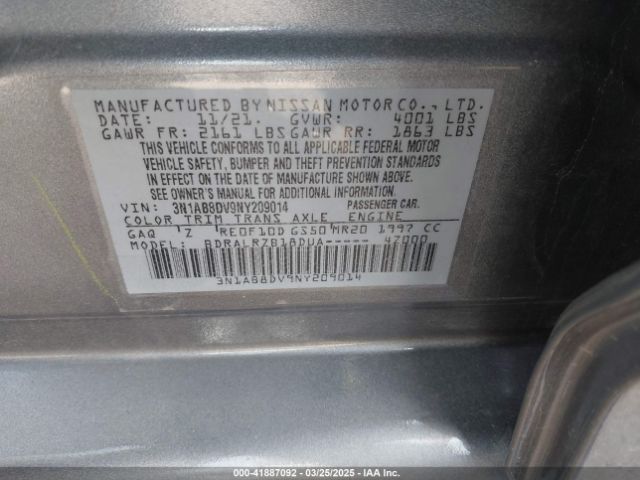 MANUFACTURED BY NISSAN MOTOR CO., LTD.
DATE: 11/21. GVWR: 4001 LBS
GAWR FR: 2161 LBS GAWR RR: 1863 LBS
THIS VEHICLE CONFORMS TO ALL APPLICABLE FEDERAL MOTOR
VEHICLE SAFETY, BUMPER AND THEFT PREVENTION STANDARDS
IN EFFECT ON THE DATE OF MANUFACTURE SHOWN ABOVE.
SEE OWNER'S MANUAL FOR ADDITIONAL INFORMATION.
VIN: 3N1AB8DV9NY209014 PASSENGER CAR.
COLOR TRIM TRANS AXLE ENGINE
GAQ Z RE0F10D GS50 MR20 1997 CC
MODEL: BDRALRZB18DUA----- 47000
3N1AB8DV9NY209014
000-41887092 / 03/25/2025 / IAA Inc.